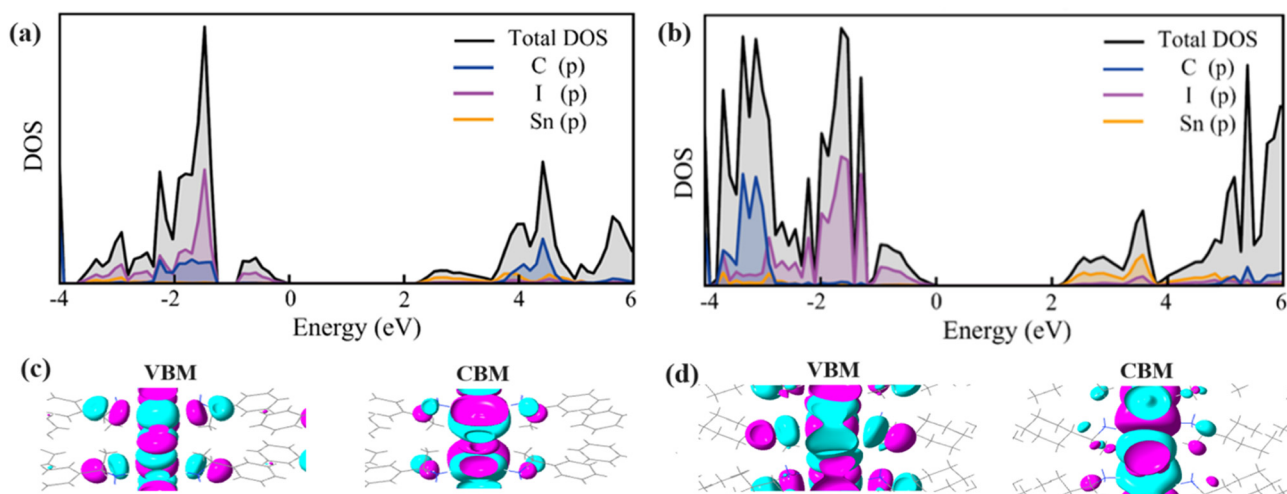 (a)
DOS
Total DOS
C (p)
I (p)
Sn (p)
-4 -2 0 2 4 6
Energy (eV)
(b)
DOS
Total DOS
C (p)
I (p)
Sn (p)
-4 -2 0 2 4 6
Energy (eV)
(c)
VBM
CBM
(d)
VBM
CBM